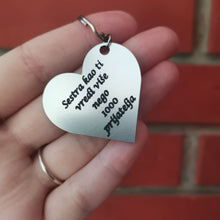 Sestra kao ti
vredi više
nego
1000
prijatelja